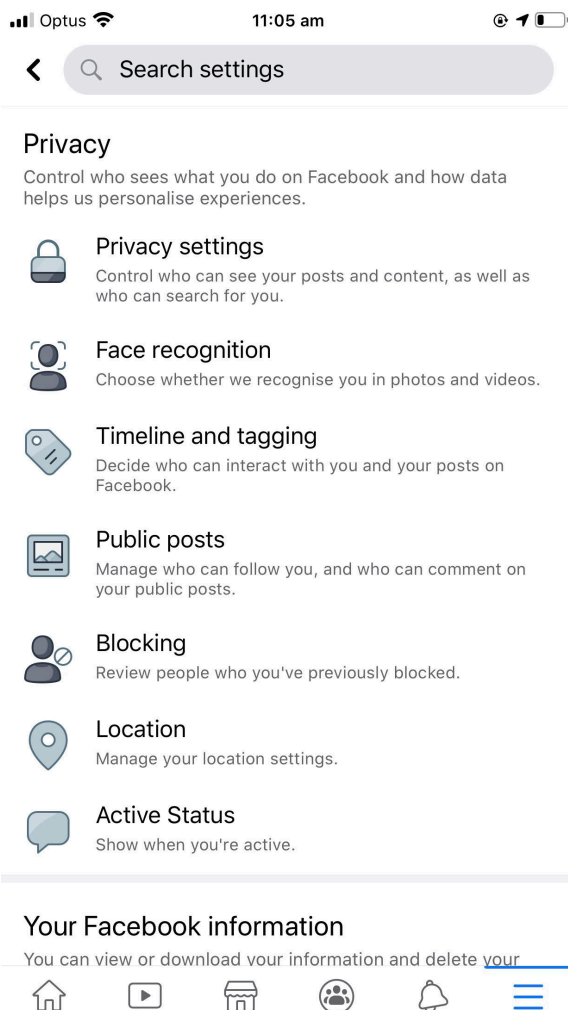 Optus 11:05 am
Search settings
Privacy
Control who sees what you do on Facebook and how data
helps us personalise experiences.
Privacy settings
Control who can see your posts and content, as well as
who can search for you.
Face recognition
Choose whether we recognise you in photos and videos.
Timeline and tagging
Decide who can interact with you and your posts on
Facebook.
Public posts
Manage who can follow you, and who can comment on
your public posts.
Blocking
Review people who you've previously blocked.
Location
Manage your location settings.
Active Status
Show when you're active.
Your Facebook information
You can view or download your information and delete your